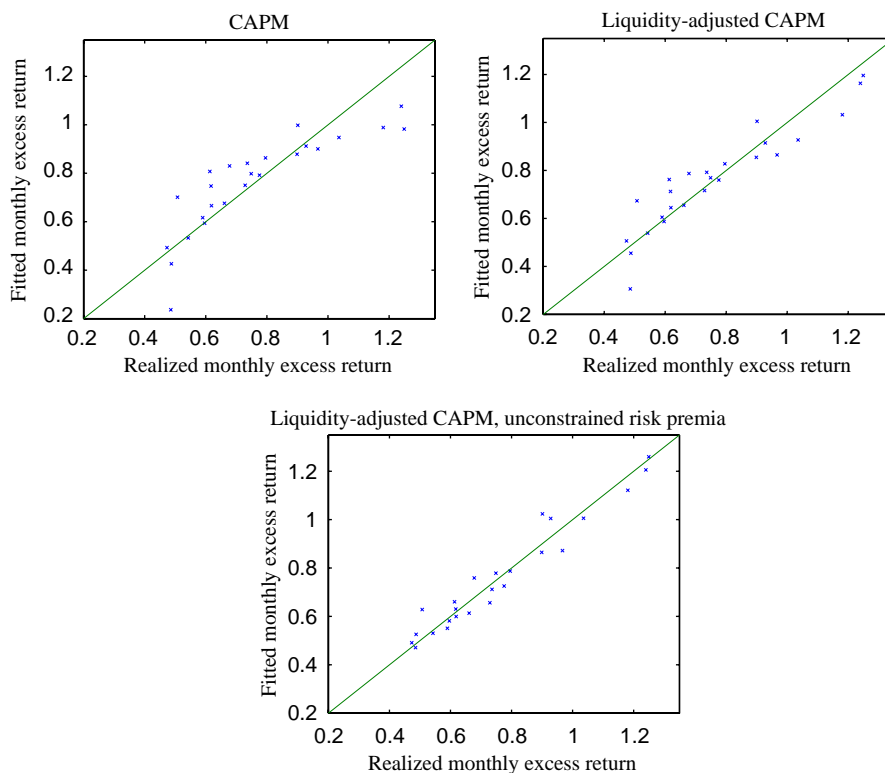 CAPM
Fitted monthly excess return
1.2
1
0.8
0.6
0.4
0.2
0.2 0.4 0.6 0.8 1 1.2
Realized monthly excess return
Liquidity-adjusted CAPM
Fitted monthly excess return
1.2
1
0.8
0.6
0.4
0.2
0.2 0.4 0.6 0.8 1 1.2
Realized monthly excess return
Liquidity-adjusted CAPM, unconstrained risk premia
Fitted monthly excess return
1.2
1
0.8
0.6
0.4
0.2
0.2 0.4 0.6 0.8 1 1.2
Realized monthly excess return